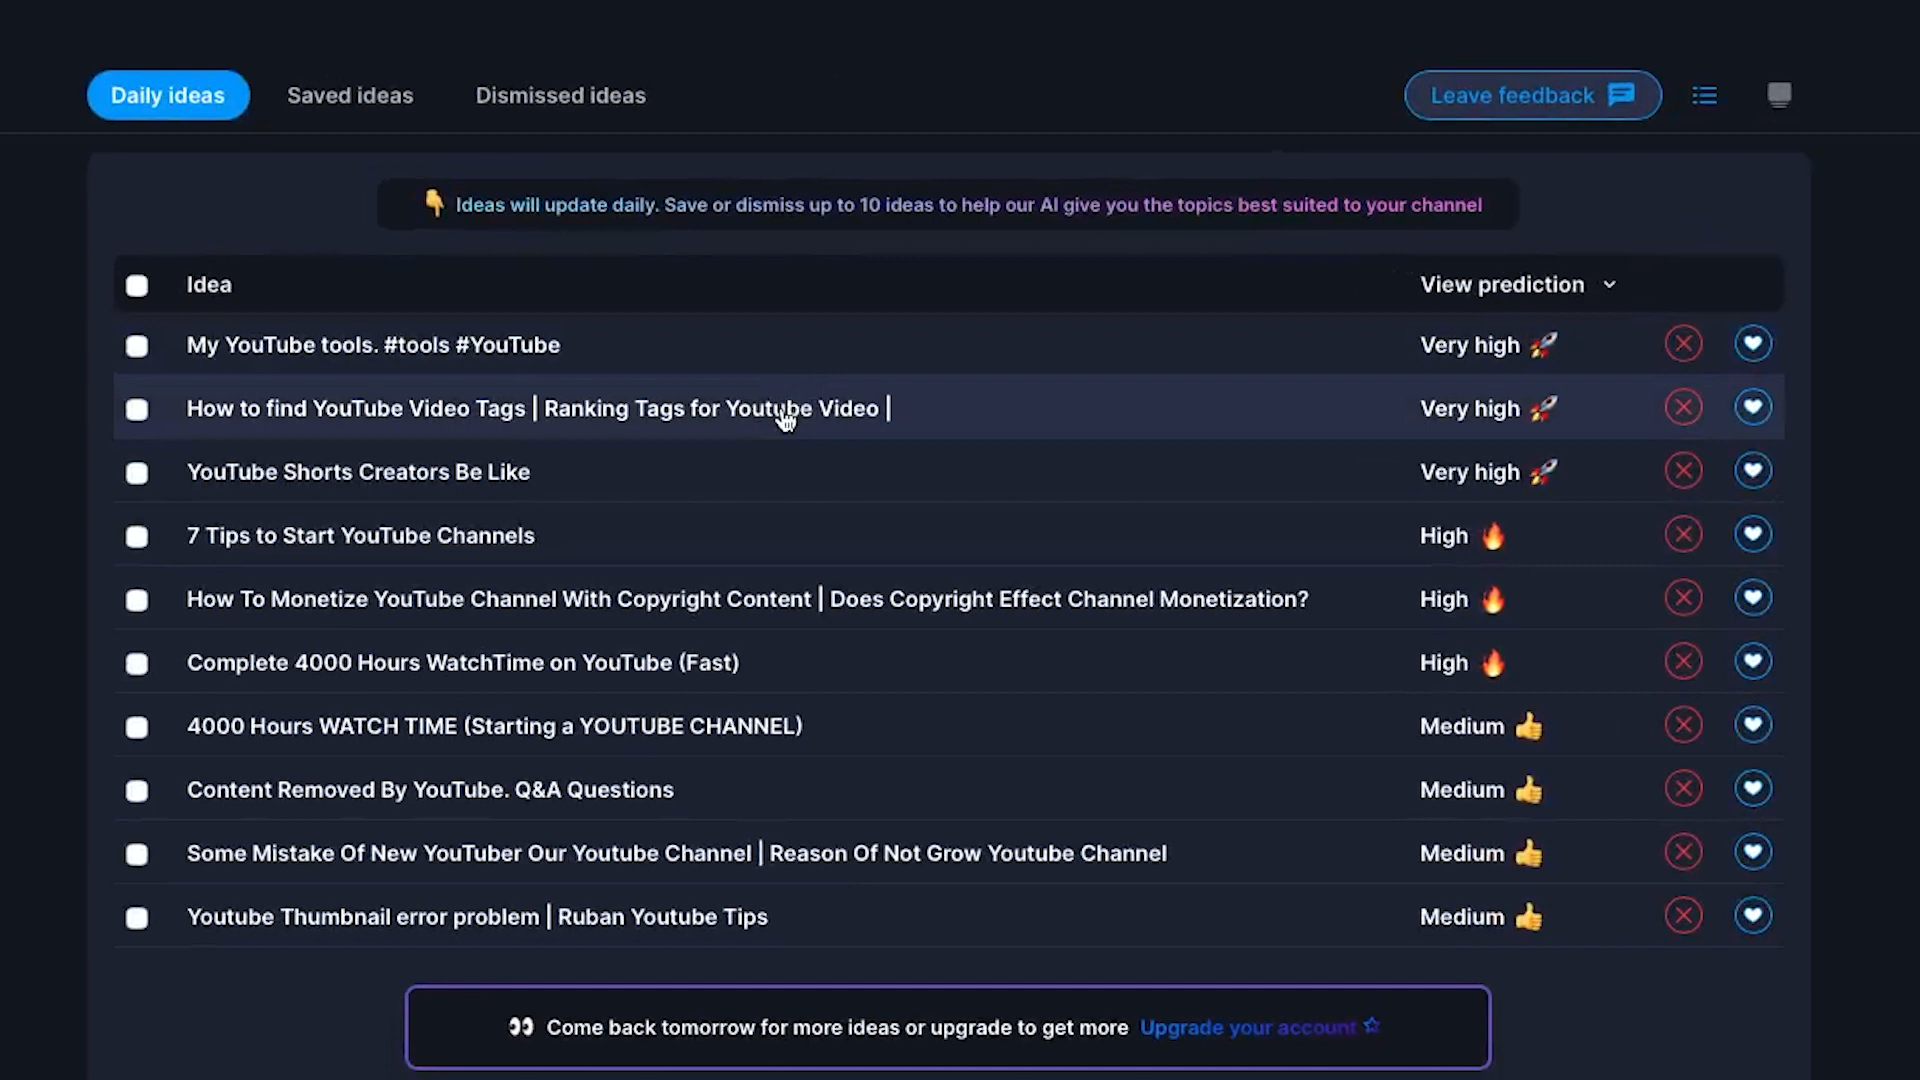 Daily ideas
Saved ideas
Dismissed ideas
Leave feedback
👇 Ideas will update daily. Save or dismiss up to 10 ideas to help our AI give you the topics best suited to your channel
Idea
View prediction
My YouTube tools. #tools #YouTube
Very high 🚀
How to find YouTube Video Tags | Ranking Tags for Youtube Video |
Very high 🚀
YouTube Shorts Creators Be Like
Very high 🚀
7 Tips to Start YouTube Channels
High 🔥
How To Monetize YouTube Channel With Copyright Content | Does Copyright Effect Channel Monetization?
High 🔥
Complete 4000 Hours WatchTime on YouTube (Fast)
High 🔥
4000 Hours WATCH TIME (Starting a YOUTUBE CHANNEL)
Medium 👍
Content Removed By YouTube. Q&A Questions
Medium 👍
Some Mistake Of New YouTuber Our Youtube Channel | Reason Of Not Grow Youtube Channel
Medium 👍
Youtube Thumbnail error problem | Ruban Youtube Tips
Medium 👍
👀 Come back tomorrow for more ideas or upgrade to get more Upgrade your account